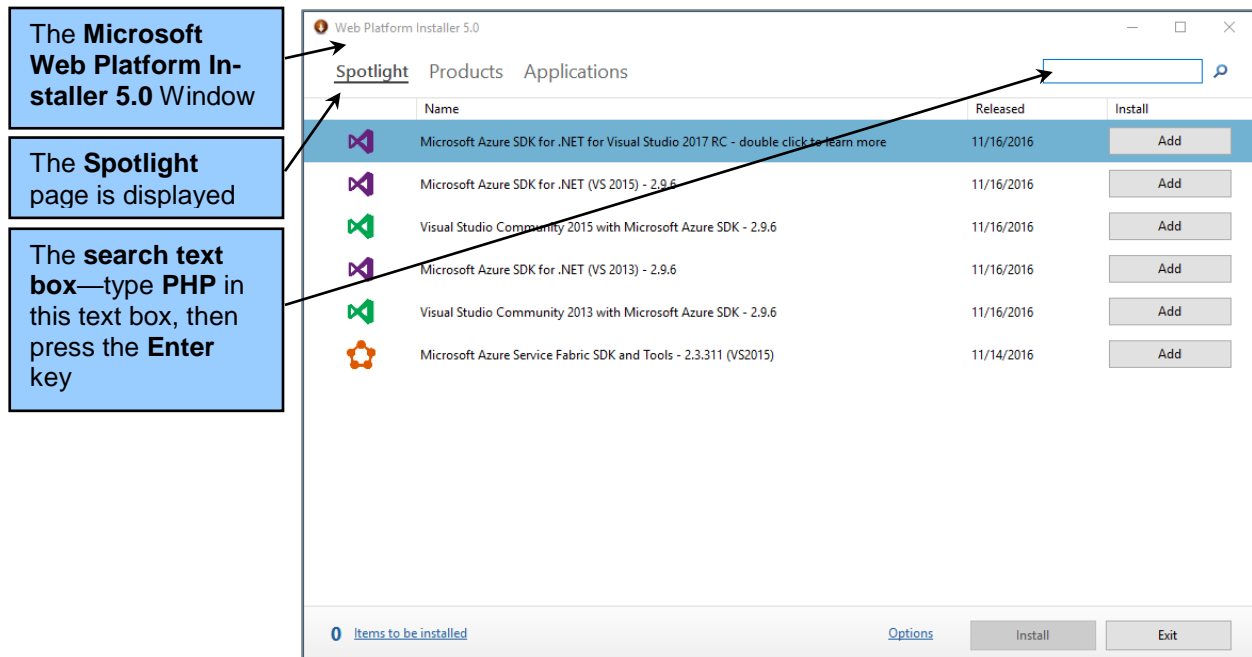 The Microsoft
Web Platform In-
staller 5.0 Window
The Spotlight
page is displayed
The search text
box—type PHP in
this text box, then
press the Enter
key
Web Platform Installer 5.0
Spotlight Products Applications
Name Released Install
Microsoft Azure SDK for .NET for Visual Studio 2017 RC - double click to learn more 11/16/2016 Add
Microsoft Azure SDK for .NET (VS 2015) - 2.9.6 11/16/2016 Add
Visual Studio Community 2015 with Microsoft Azure SDK - 2.9.6 11/16/2016 Add
Microsoft Azure SDK for .NET (VS 2013) - 2.9.6 11/16/2016 Add
Visual Studio Community 2013 with Microsoft Azure SDK - 2.9.6 11/16/2016 Add
Microsoft Azure Service Fabric SDK and Tools - 2.3.311 (VS2015) 11/14/2016 Add
0 Items to be installed Options Install Exit